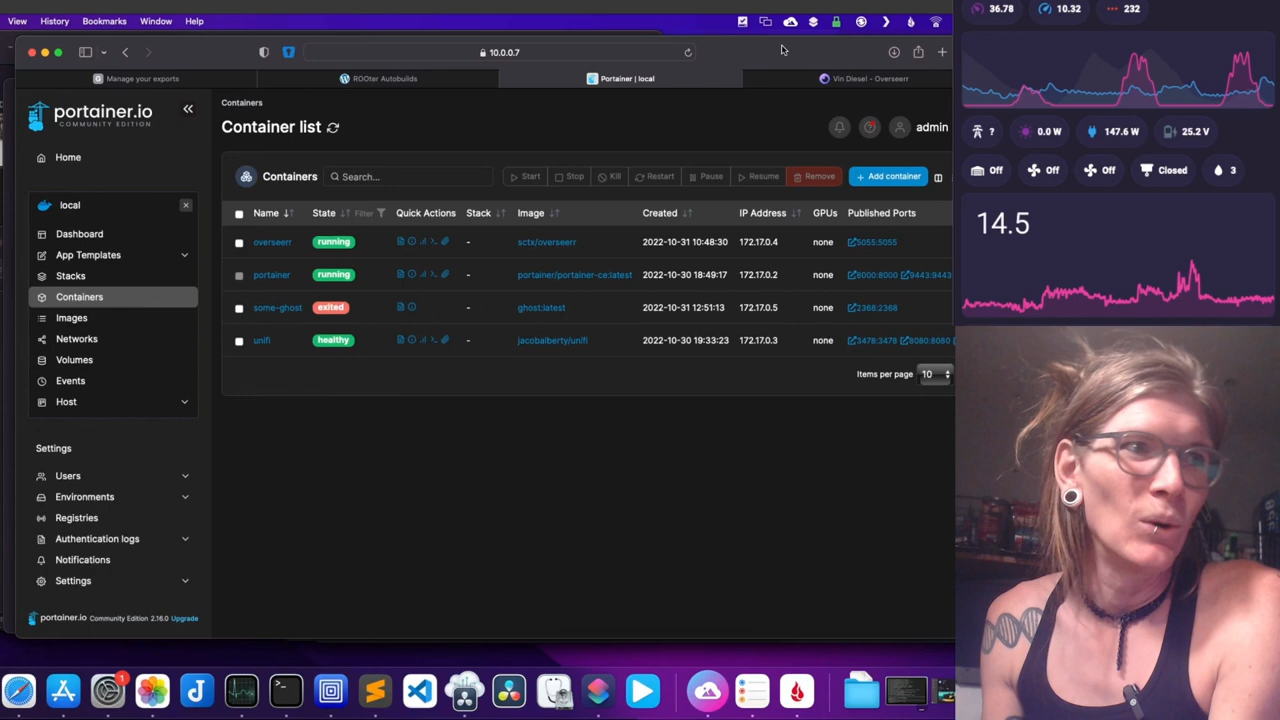 View History Bookmarks Window Help
36.78 10.32 232
10.0.0.7
Manage your exports ROOter Autobuilds Portainer | local Vin Diesel - Overseerr
portainer.io
COMMUNITY EDITION
Containers
Container list
admin
? 0.0 W 147.6 W 25.2 V
Off Off Off Closed 3
Home
Containers Search... Start Stop Kill Restart Pause Resume Remove + Add container
local
Name State Filter Quick Actions Stack Image Created IP Address GPUs Published Ports
14.5
Dashboard
overseerr running - sctx/overseerr 2022-10-31 10:48:30 172.17.0.4 none 5055:5055
App Templates
portainer running - portainer/portainer-ce:latest 2022-10-30 18:49:17 172.17.0.2 none 8000:8000 9443:9443
Stacks
Containers
some-ghost exited - ghost:latest 2022-10-31 12:51:13 172.17.0.5 none 2368:2368
Images
Networks
unifi healthy - jacobalberty/unifi 2022-10-30 19:33:23 172.17.0.3 none 3478:3478 8080:8080
Volumes
Items per page 10
Events
Host
Settings
Users
Environments
Registries
Authentication logs
Notifications
Settings
portainer.io Community Edition 2.16.0 Upgrade
1